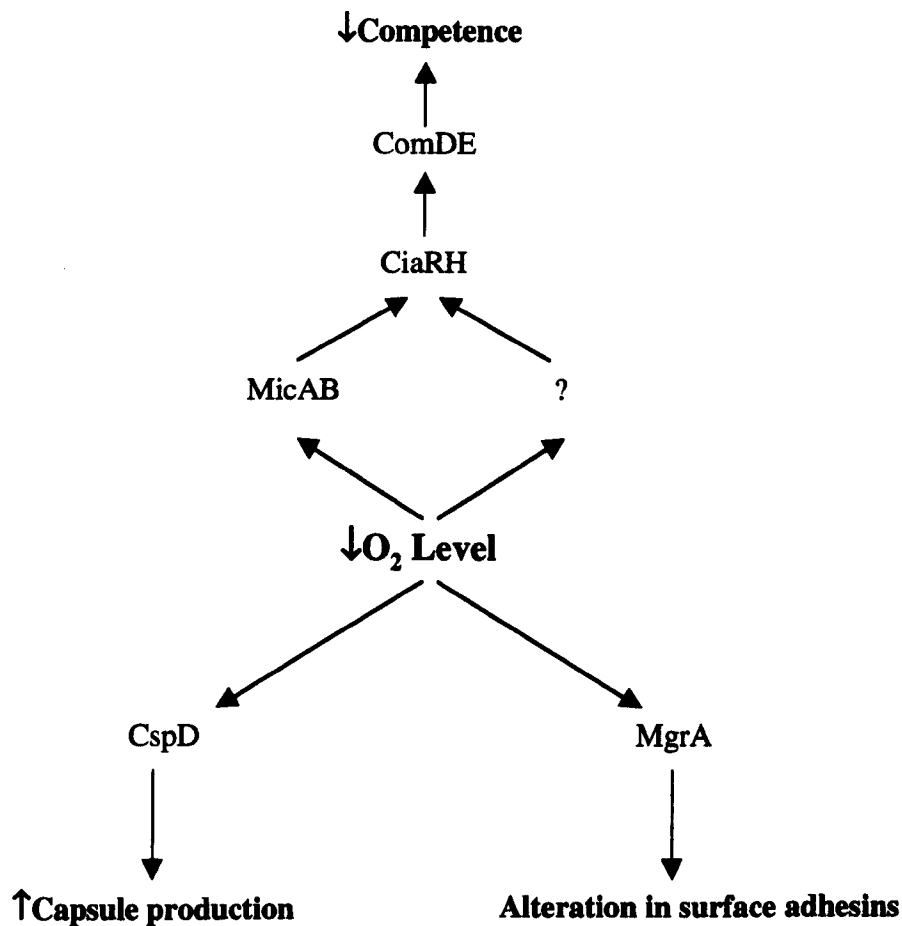 ↓Competence
ComDE
CiaRH
MicAB ?
↓O₂ Level
CspD MgrA
↑Capsule production Alteration in surface adhesins